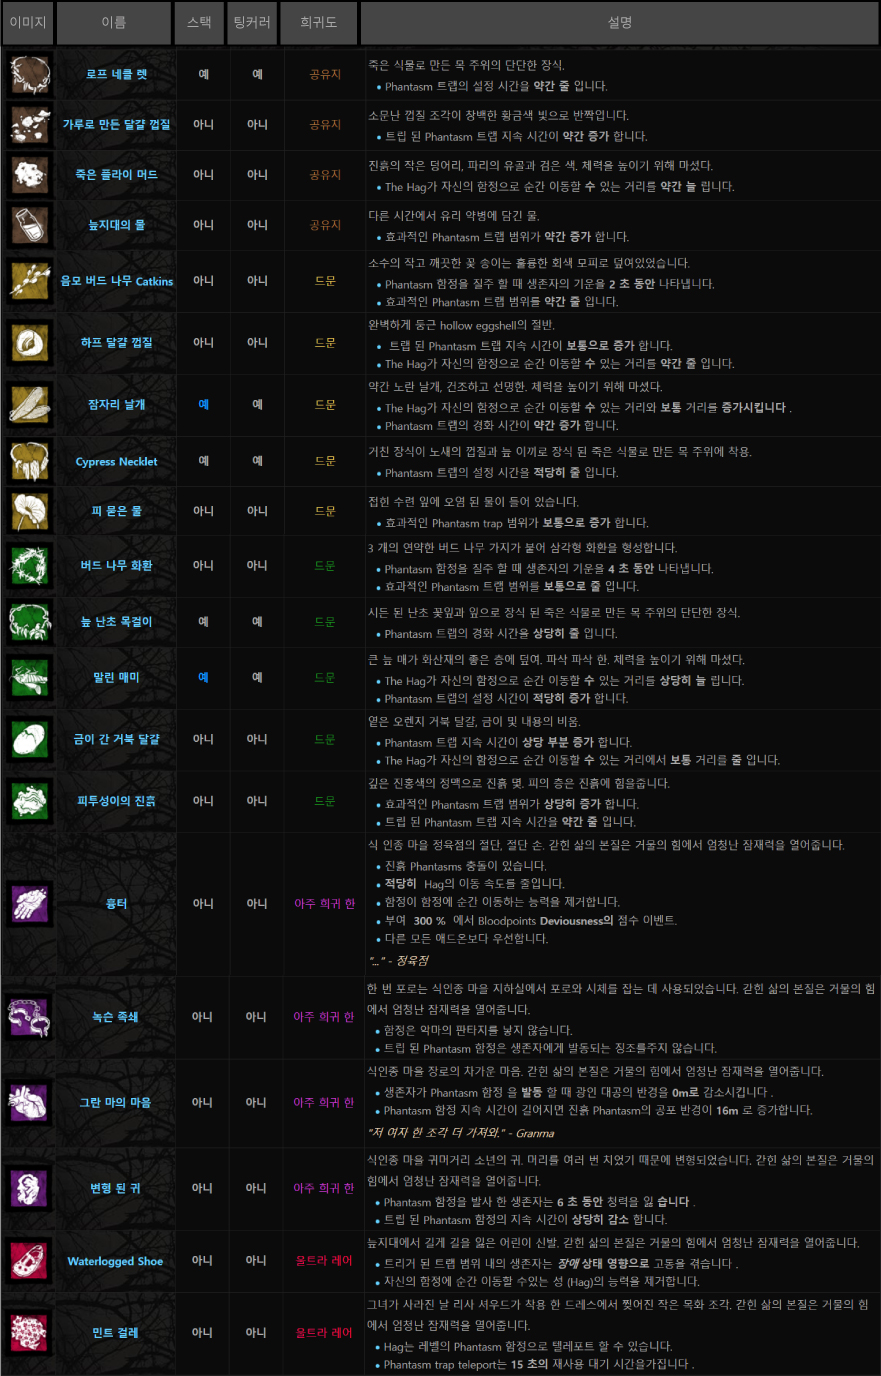 이미지 이름 스택 팅커러 희귀도 설명
로프 네클 렛 예 예 공유지
죽은 식물로 만든 목 주위의 단단한 장식.
• Phantasm 트랩의 설정 시간을 약간 줄 입니다.
가루로 만든 달걀 껍질 아니 아니 공유지
소문난 껍질 조각이 창백한 황금색 빛으로 반짝입니다.
• 트립 된 Phantasm 트랩 지속 시간이 약간 증가 합니다.
죽은 플라이 머드 아니 아니 공유지
진흙의 작은 덩어리, 파리의 유골과 검은 색. 체력을 높이기 위해 마셨다.
• The Hag가 자신의 함정으로 순간 이동할 수 있는 거리를 약간 늘 립니다.
늪지대의 물 아니 아니 공유지
다른 시간에서 유리 약병에 담긴 물.
• 효과적인 Phantasm 트랩 범위가 약간 증가 합니다.
음모 버드 나무 Catkins 아니 아니 드문
소수의 작고 깨끗한 꽃 송이는 훌륭한 회색 모피로 덮여있었습니다.
• Phantasm 함정을 질주 할 때 생존자의 기운을 2 초 동안 나타냅니다.
• 효과적인 Phantasm 트랩 범위를 약간 줄 입니다.
하프 달걀 껍질 아니 아니 드문
완벽하게 둥근 hollow eggshell의 절반.
• 트랩 된 Phantasm 트랩 지속 시간이 보통으로 증가 합니다.
• The Hag가 자신의 함정으로 순간 이동할 수 있는 거리를 약간 줄 입니다.
잠자리 날개 예 예 드문
약간 노란 날개, 건조하고 선명한. 체력을 높이기 위해 마셨다.
• The Hag가 자신의 함정으로 순간 이동할 수 있는 거리와 보통 거리를 증가시킵니다 .
• Phantasm 트랩의 경화 시간이 약간 증가 합니다.
Cypress Necklet 예 예 드문
거친 장식이 노새의 껍질과 늪 이끼로 장식 된 죽은 식물로 만든 목 주위에 착용.
• Phantasm 트랩의 설정 시간을 적당히 줄 입니다.
피 묻은 물 아니 아니 드문
접힌 수련 잎에 오염 된 물이 들어 있습니다.
• 효과적인 Phantasm trap 범위가 보통으로 증가 합니다.
버드 나무 화환 아니 아니 드문
3 개의 연약한 버드 나무 가지가 붙어 삼각형 화환을 형성합니다.
• Phantasm 함정을 질주 할 때 생존자의 기운을 4 초 동안 나타냅니다.
• 효과적인 Phantasm 트랩 범위를 보통으로 줄 입니다.
늪 난초 목걸이 예 예 드문
시든 된 난초 꽃잎과 잎으로 장식 된 죽은 식물로 만든 목 주위의 단단한 장식.
• Phantasm 트랩의 경화 시간을 상당히 줄 입니다.
말린 매미 예 예 드문
큰 늪 매가 화산재의 좋은 층에 덮여. 파삭 파삭 한. 체력을 높이기 위해 마셨다.
• The Hag가 자신의 함정으로 순간 이동할 수 있는 거리를 상당히 늘 립니다.
• Phantasm 트랩의 설정 시간이 적당히 증가 합니다.
금이 간 거북 달걀 아니 아니 드문
옅은 오렌지 거북 달걀, 금이 및 내용의 비움.
• Phantasm 트랩 지속 시간이 상당 부분 증가 합니다.
• The Hag가 자신의 함정으로 순간 이동할 수 있는 거리에서 보통 거리를 줄 입니다.
피투성이의 진흙 아니 아니 드문
깊은 진홍색의 정맥으로 진흙 몇. 피의 층은 진흙에 힘을줍니다.
• 효과적인 Phantasm 트랩 범위가 상당히 증가 합니다.
• 트립 된 Phantasm 트랩 지속 시간을 약간 줄 입니다.
흉터 아니 아니 아주 희귀 한
식 인종 마을 정육점의 절단, 절단 손. 갇힌 삶의 본질은 거물의 힘에서 엄청난 잠재력을 열어줍니다.
• 진흙 Phantasms 충돌이 있습니다.
• 적당히 Hag의 이동 속도를 줄입니다.
• 함정이 함정에 순간 이동하는 능력을 제거합니다.
• 부여 300 % 에서 Bloodpoints Deviousness의 점수 이벤트.
• 다른 모든 애드온보다 우선합니다.
"..." - 정육점
녹슨 족쇄 아니 아니 아주 희귀 한
한 번 포로는 식인종 마을 지하실에서 포로와 시체를 잡는 데 사용되었습니다. 갇힌 삶의 본질은 거물의 힘
에서 엄청난 잠재력을 열어줍니다.
• 함정은 악마의 판타지를 낳지 않습니다.
• 트립 된 Phantasm 함정은 생존자에게 발동되는 징조를주지 않습니다.
그란 마의 마음 아니 아니 아주 희귀 한
식인종 마을 장로의 차가운 마음. 갇힌 삶의 본질은 거물의 힘에서 엄청난 잠재력을 열어줍니다.
• 생존자가 Phantasm 함정 을 발동 할 때 광인 대공의 반경을 0m로 감소시킵니다 .
• Phantasm 함정 지속 시간이 길어지면 진흙 Phantasm의 공포 반경이 16m 로 증가합니다.
"저 여자 한 조각 더 가져와." - Granma
변형 된 귀 아니 아니 아주 희귀 한
식인종 마을 귀머거리 소년의 귀. 머리를 여러 번 치었기 때문에 변형되었습니다. 갇힌 삶의 본질은 거물의
힘에서 엄청난 잠재력을 열어줍니다.
• Phantasm 함정을 발사 한 생존자는 6 초 동안 청력을 잃 습니다 .
• 트립 된 Phantasm 함정의 지속 시간이 상당히 감소 합니다.
Waterlogged Shoe 아니 아니 울트라 레어
늪지대에서 길게 길을 잃은 어린이 신발. 갇힌 삶의 본질은 거물의 힘에서 엄청난 잠재력을 열어줍니다.
• 트리거 된 트랩 범위 내의 생존자는 장애 상태 영향으로 고통을 겪습니다 .
• 자신의 함정에 순간 이동할 수있는 성 (Hag)의 능력을 제거합니다.
민트 걸레 아니 아니 울트라 레어
그녀가 사라진 날 리사 셔우드가 착용 한 드레스에서 찢어진 작은 목화 조각. 갇힌 삶의 본질은 거물의 힘
에서 엄청난 잠재력을 열어줍니다.
• Hag는 레벨의 Phantasm 함정으로 텔레포트 할 수 있습니다.
• Phantasm trap teleport는 15 초의 재사용 대기 시간을가집니다 .